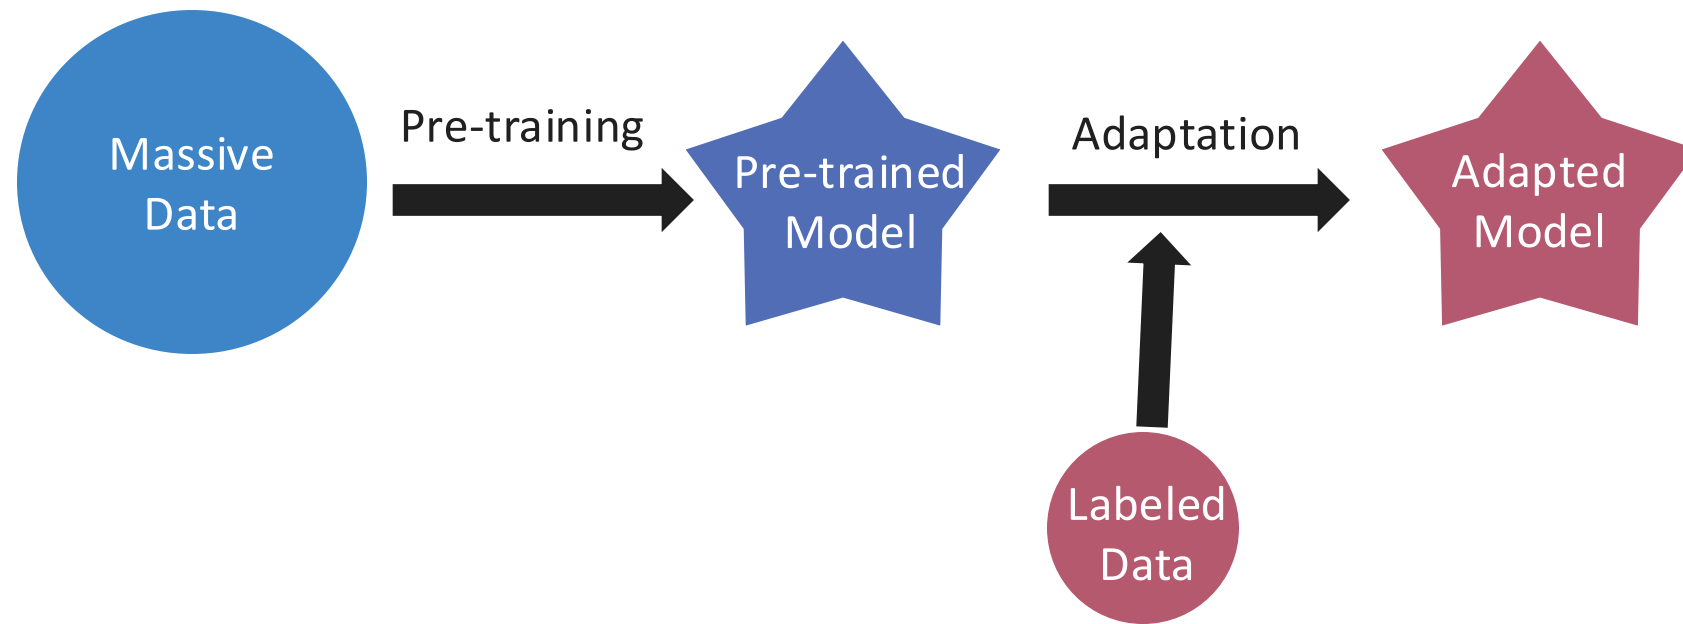 Massive
Data
Pre-training
Pre-trained
Model
Adaptation
Adapted
Model
Labeled
Data